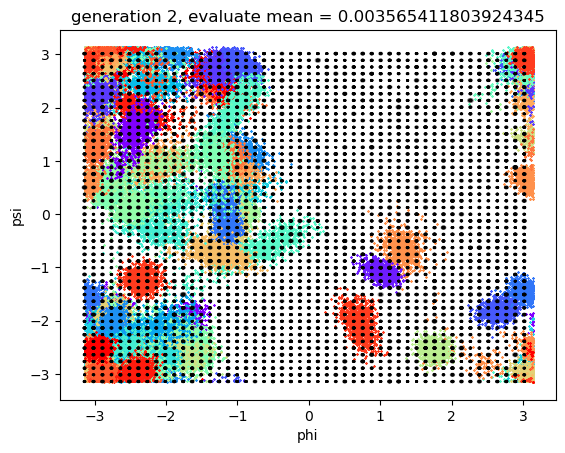 generation 2, evaluate mean = 0.003565411803924345
3
2
1
0
−1
−2
−3
psi
−3 −2 −1 0 1 2 3
phi